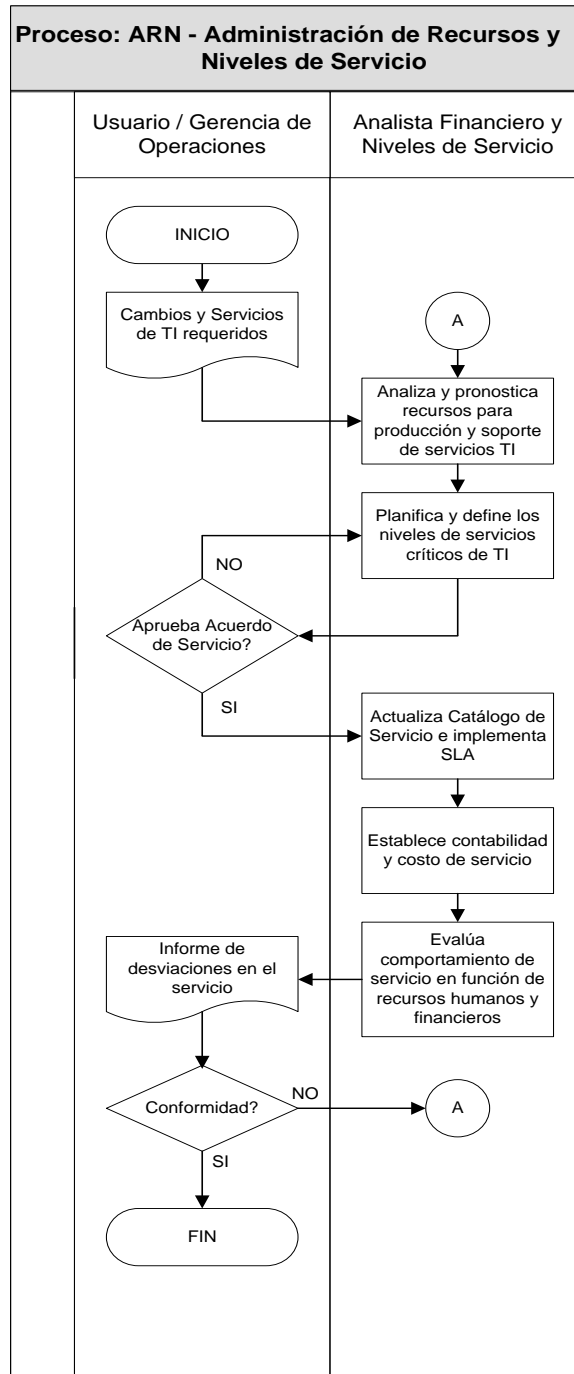 Proceso: ARN - Administración de Recursos y
Niveles de Servicio
Usuario / Gerencia de
Operaciones
Analista Financiero y
Niveles de Servicio
INICIO
Cambios y Servicios
de TI requeridos
A
Analiza y pronostica
recursos para
producción y soporte
de servicios TI
Planifica y define los
niveles de servicios
críticos de TI
NO
Aprueba Acuerdo
de Servicio?
SI
Actualiza Catálogo de
Servicio e implementa
SLA
Establece contabilidad
y costo de servicio
Evalúa
comportamiento de
servicio en función de
recursos humanos y
financieros
Informe de
desviaciones en el
servicio
Conformidad?
NO
A
SI
FIN